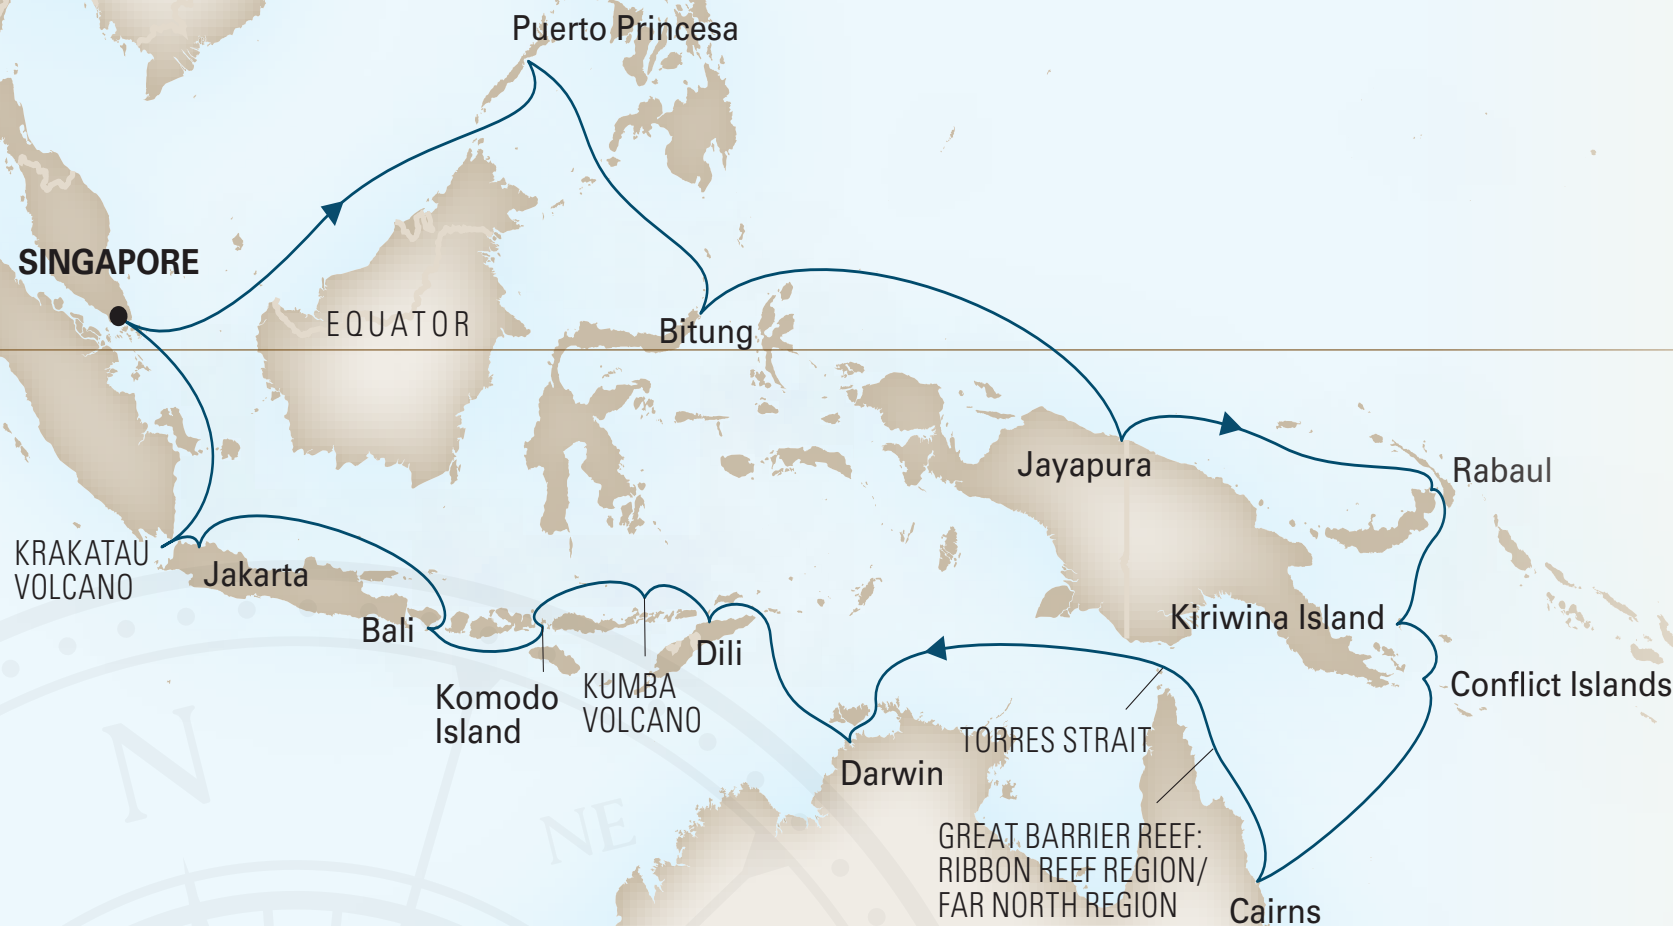 Puerto Princesa
SINGAPORE
EQUATOR
Bitung
Jayapura
Rabaul
KRAKATAU
VOLCANO
Jakarta
Bali
Kiriwina Island
Dili
Conflict Islands
Komodo
Island
KUMBA
VOLCANO
TORRES STRAIT
N
Darwin
NE
GREAT BARRIER REEF:
RIBBON REEF REGION/
FAR NORTH REGION
Cairns